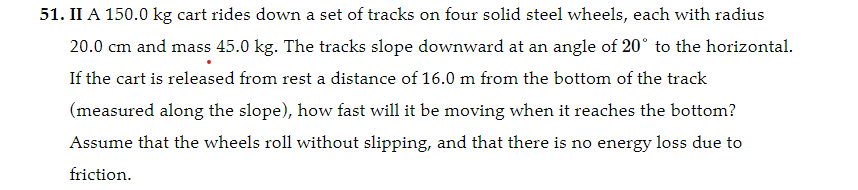 51. II A 150.0 kg cart rides down a set of tracks on four solid steel wheels, each with radius
20.0 cm and mass 45.0 kg. The tracks slope downward at an angle of 20° to the horizontal.
If the cart is released from rest a distance of 16.0 m from the bottom of the track
(measured along the slope), how fast will it be moving when it reaches the bottom?
Assume that the wheels roll without slipping, and that there is no energy loss due to
friction.